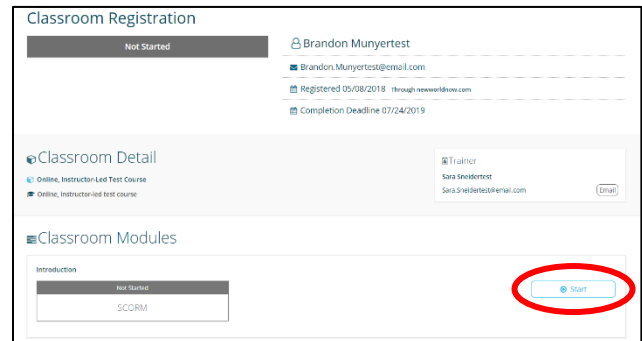 Classroom Registration
Not Started
Brandon Munyertest
Brandon.Munyertest@email.com
Registered 05/08/2018 Through newworldnow.com
Completion Deadline 07/24/2019
Classroom Detail
Online, Instructor-Led Test Course
Online, instructor-led test course
Trainer
Sara Sneidertest
Sara.Sneidertest@email.com
Email
Classroom Modules
Introduction
Not Started
SCORM
Start